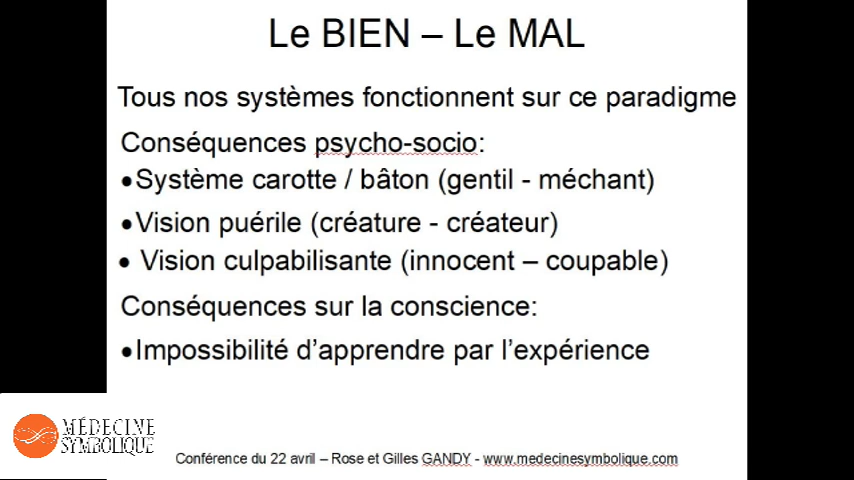 Le BIEN – Le MAL
Tous nos systèmes fonctionnent sur ce paradigme
Conséquences psycho-socio:
•Système carotte / bâton (gentil - méchant)
•Vision puérile (créature - créateur)
• Vision culpabilisante (innocent – coupable)
Conséquences sur la conscience:
•Impossibilité d’apprendre par l’expérience
MÉDECINE
SYMBOLIQUE
Conférence du 22 avril – Rose et Gilles GANDY - www.medecinesymbolique.com